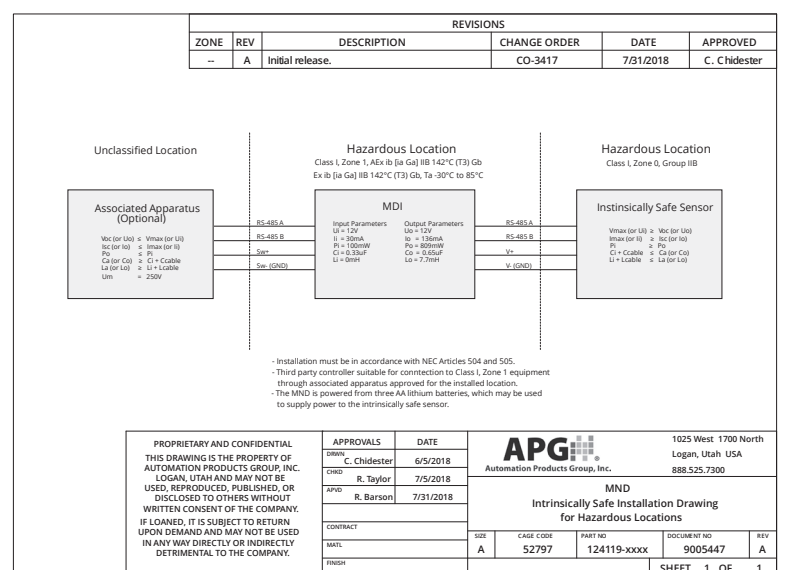 REVISIONS
ZONE REV DESCRIPTION CHANGE ORDER DATE APPROVED
-- A Initial release. CO-3417 7/31/2018 C. Chidester
Unclassified Location
Hazardous Location
Class I, Zone 1, AEx ib [ia Ga] IIB 142°C (T3) Gb
Ex ib [ia Ga] IIB 142°C (T3) Gb, Ta -30°C to 85°C
Hazardous Location
Class I, Zone 0, Group IIB
Associated Apparatus
(Optional)
Voc (or Uo) ≤ Vmax (or Ui)
Isc (or Io) ≤ Imax (or Ii)
Po ≤ Pi
Ca (or Co) ≥ Ci + Ccable
La (or Lo) ≥ Li + Lcable
Um = 250V
RS-485 A
RS-485 B
Sw+
Sw- (GND)
MDI
Input Parameters
Ui = 12V
Ii = 30mA
Pi = 100mW
Ci = 0.33uF
Li = 0mH
Output Parameters
Uo = 12V
Io = 136mA
Po = 809mW
Co = 0.65uF
Lo = 7.7mH
RS-485 A
RS-485 B
V+
V- (GND)
Instinsically Safe Sensor
Vmax (or Ui) ≥ Voc (or Uo)
Imax (or Ii) ≥ Isc (or Io)
Pi ≥ Po
Ci + Ccable ≤ Ca (or Co)
Li + Lcable ≤ La (or Lo)
- Installation must be in accordance with NEC Articles 504 and 505.
- Third party controller suitable for conntection to Class I, Zone 1 equipment
through associated apparatus approved for the installed location.
- The MND is powered from three AA lithium batteries, which may be used
to supply power to the intrinsically safe sensor.
PROPRIETARY AND CONFIDENTIAL
THIS DRAWING IS THE PROPERTY OF
AUTOMATION PRODUCTS GROUP, INC.
LOGAN, UTAH AND MAY NOT BE
USED, REPRODUCED, PUBLISHED, OR
DISCLOSED TO OTHERS WITHOUT
WRITTEN CONSENT OF THE COMPANY.
IF LOANED, IT IS SUBJECT TO RETURN
UPON DEMAND AND MAY NOT BE USED
IN ANY WAY DIRECTLY OR INDIRECTLY
DETRIMENTAL TO THE COMPANY.
APPROVALS DATE
DRWN C. Chidester 6/5/2018
CHKD R. Taylor 7/5/2018
APVD R. Barson 7/31/2018
CONTRACT
MATL
FINISH
APG
Automation Products Group, Inc.
1025 West 1700 North
Logan, Utah USA
888.525.7300
MND
Intrinsically Safe Installation Drawing
for Hazardous Locations
SIZE CAGE CODE PART NO DOCUMENT NO REV
A 52797 124119-xxxx 9005447 A
SHEET 1 OF 1